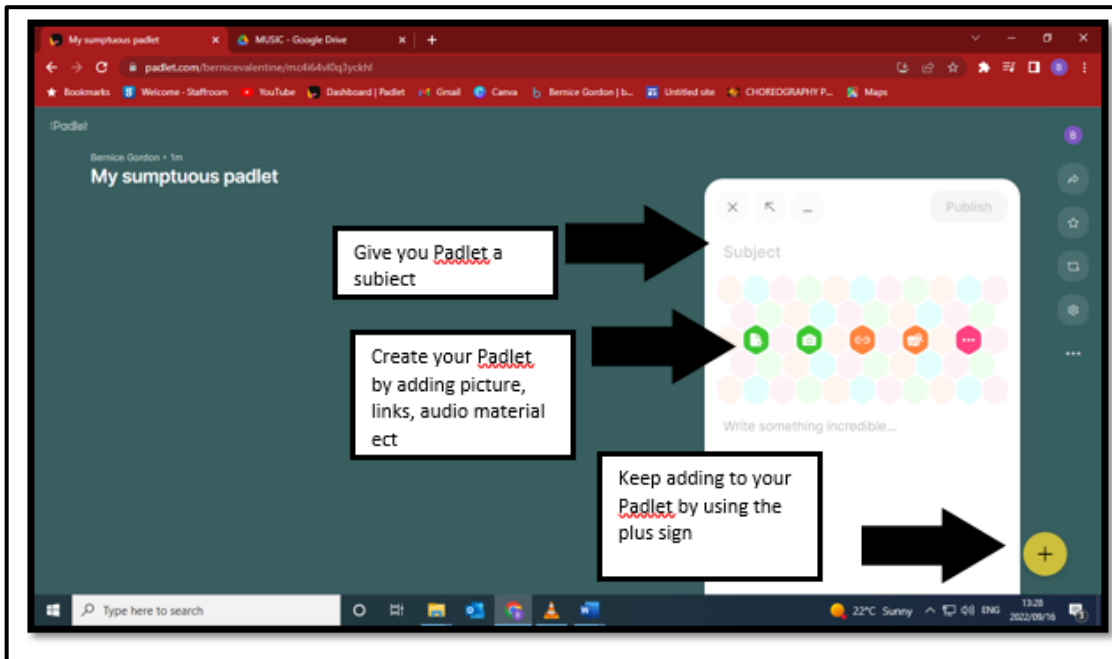 My sumptuous padlet
MUSIC - Google Drive
padlet.com/bernicevalentine/mc4i64vl0q3yckhl
Bookmarks Welcome - Staffroom YouTube Dashboard | Padlet Gmail Canva Bernice Gordon | b... Untitled site CHOREOGRAPHY P... Maps
:Padlet
B
Bernice Gordon • 1m
My sumptuous padlet
Publish
Subject
Give you Padlet a
subject
Create your Padlet
by adding picture,
links, audio material
ect
Write something incredible...
Keep adding to your
Padlet by using the
plus sign
Type here to search
22°C Sunny
ENG
13:28
2022/09/16